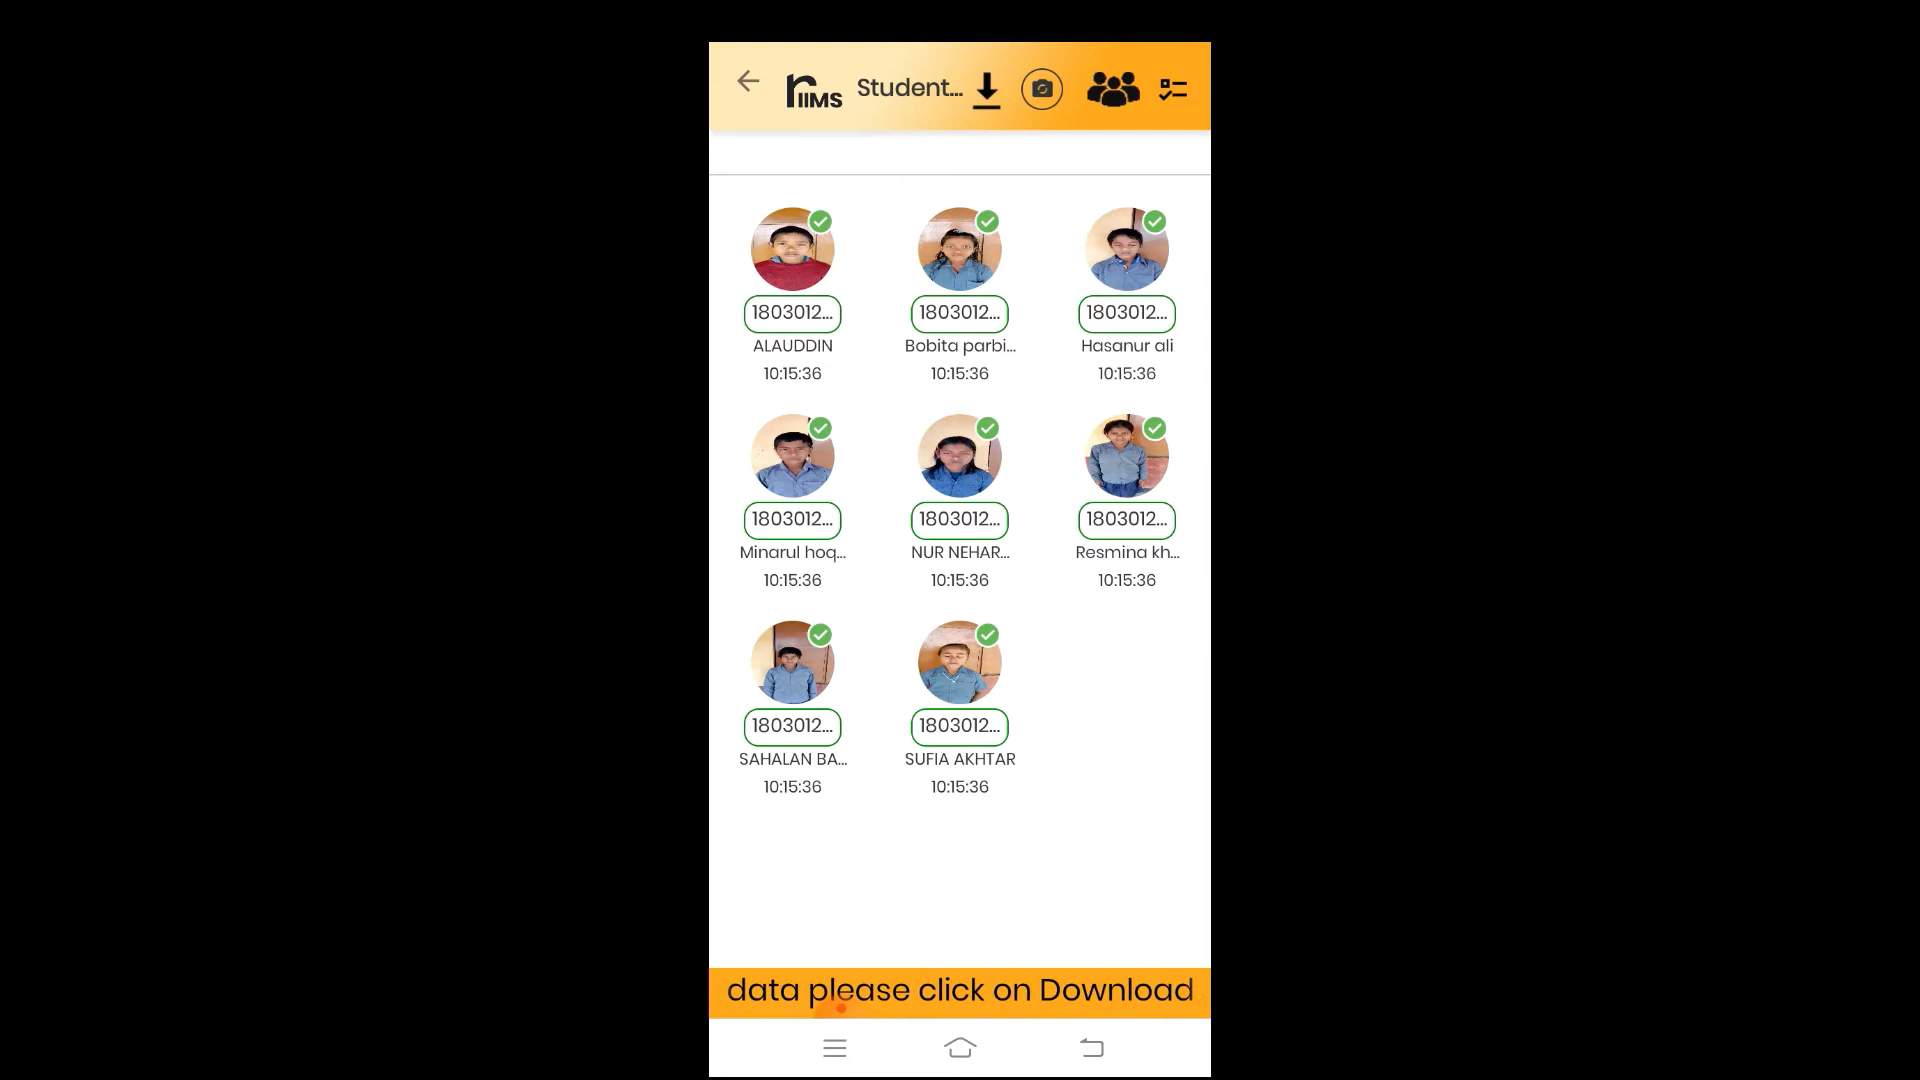 riiMS Student...
1803012... 1803012... 1803012...
ALAUDDIN Bobita parbi... Hasanur ali
10:15:36 10:15:36 10:15:36
1803012... 1803012... 1803012...
Minarul hoq... NUR NEHAR... Resmina kh...
10:15:36 10:15:36 10:15:36
1803012... 1803012...
SAHALAN BA... SUFIA AKHTAR
10:15:36 10:15:36
data please click on Download